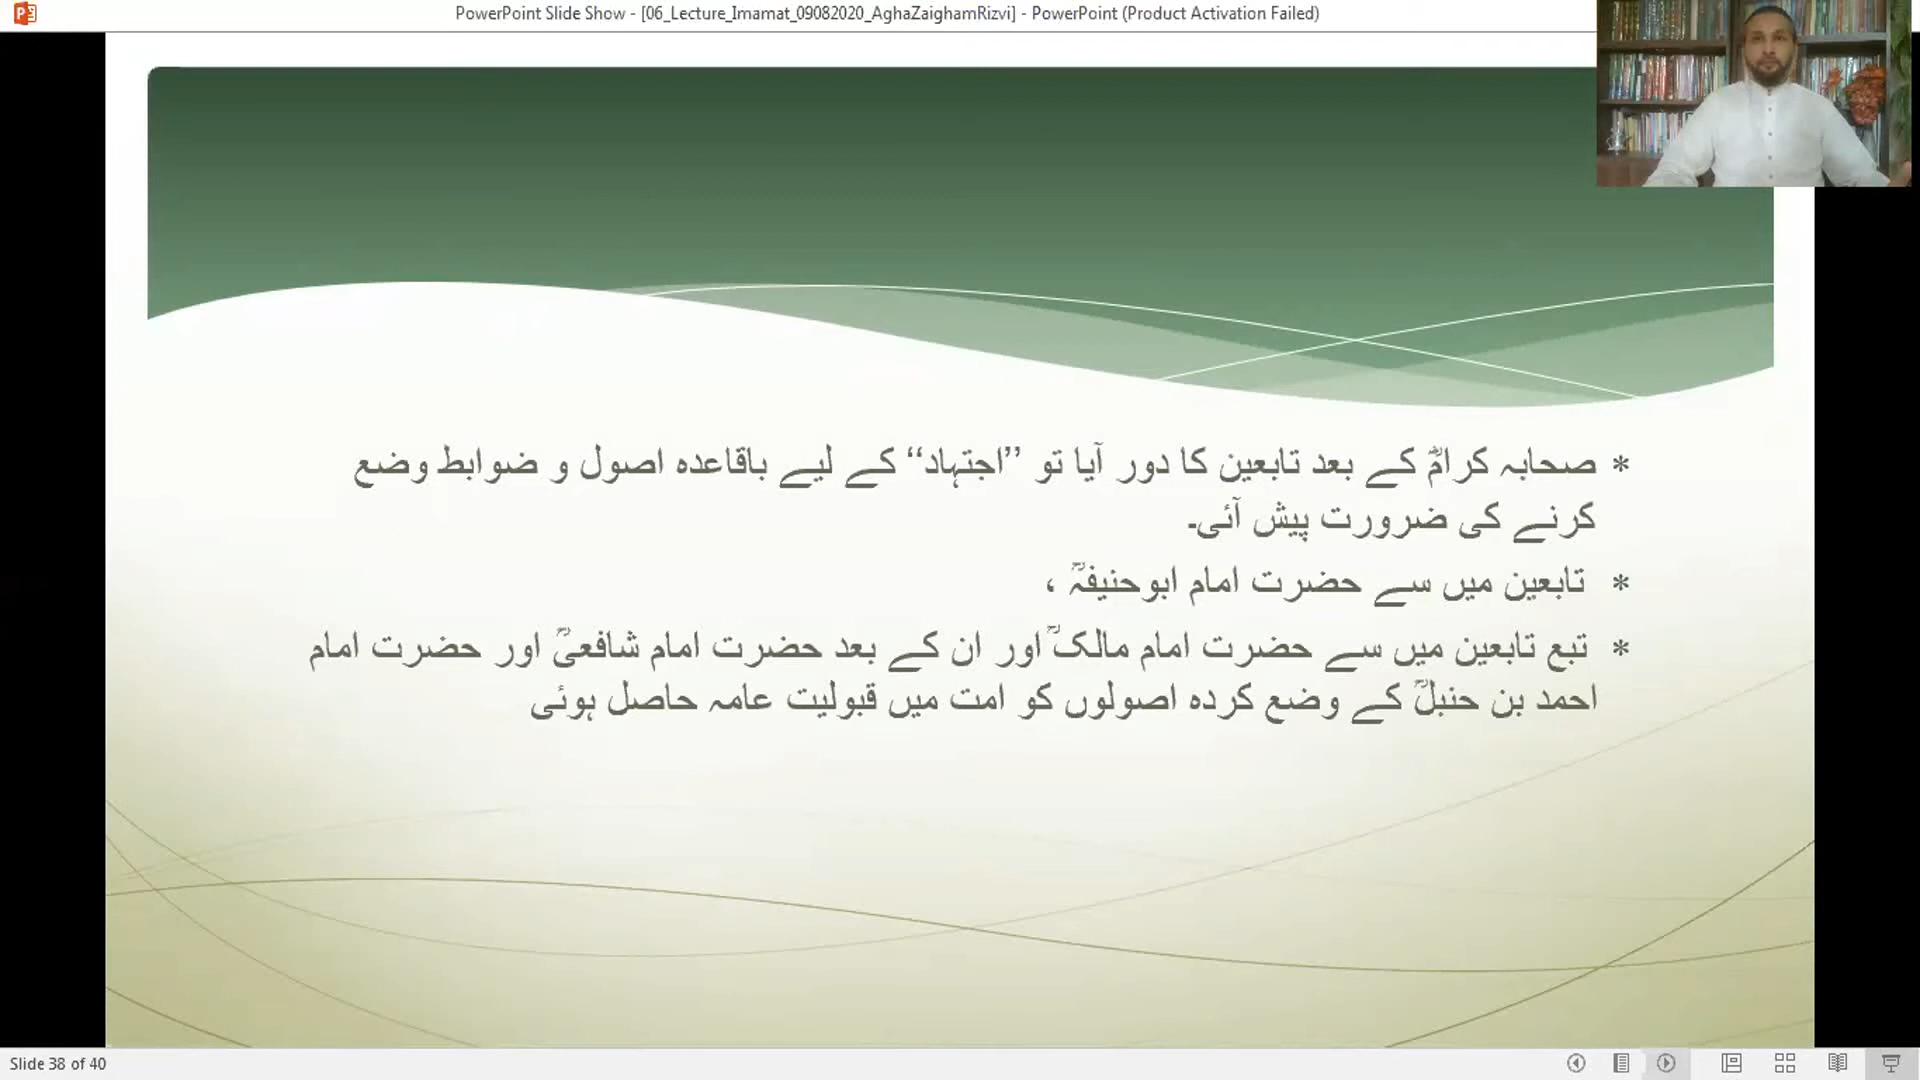 PowerPoint Slide Show - [06_Lecture_Imamat_09082020_AghaZaighamRizvi] - PowerPoint (Product Activation Failed)
* صحابہ کرامؓ کے بعد تابعین کا دور آیا تو ’’اجتہاد‘‘ کے لیے باقاعدہ اصول و ضوابط وضع
کرنے کی ضرورت پیش آئی۔
* تابعین میں سے حضرت امام ابوحنیفہؒ ،
* تبع تابعین میں سے حضرت امام مالکؒ اور ان کے بعد حضرت امام شافعیؒ اور حضرت امام
احمد بن حنبلؒ کے وضع کردہ اصولوں کو امت میں قبولیت عامہ حاصل ہوئی
Slide 38 of 40